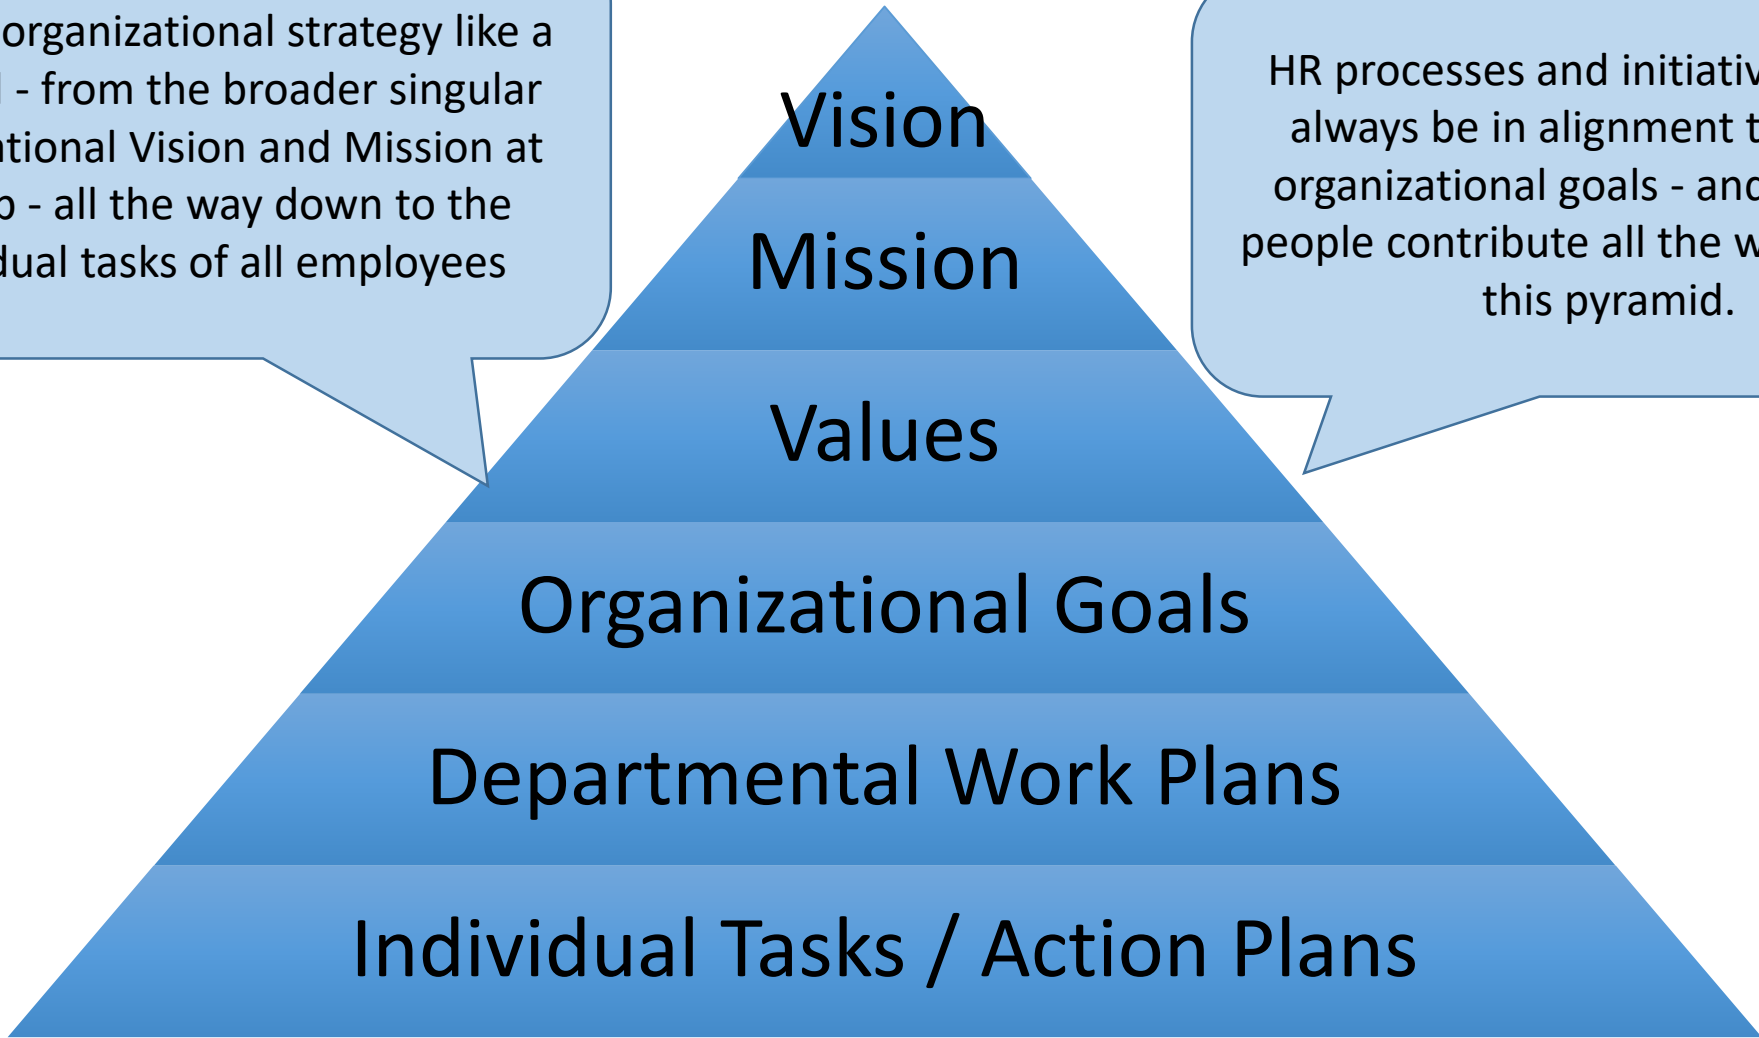 organizational strategy like a
- from the broader singular
ational Vision and Mission at
- all the way down to the
dual tasks of all employees
HR processes and initiativ
always be in alignment t
organizational goals - and
people contribute all the w
this pyramid.
Vision
Mission
Values
Organizational Goals
Departmental Work Plans
Individual Tasks / Action Plans